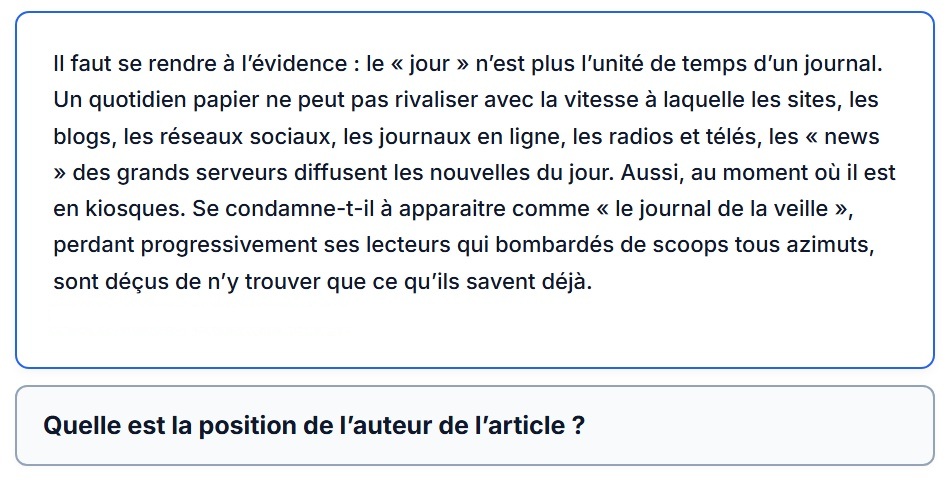 Il faut se rendre à l’évidence : le « jour » n’est plus l’unité de temps d’un journal.
Un quotidien papier ne peut pas rivaliser avec la vitesse à laquelle les sites, les
blogs, les réseaux sociaux, les journaux en ligne, les radios et télés, les « news
» des grands serveurs diffusent les nouvelles du jour. Aussi, au moment où il est
en kiosques. Se condamne-t-il à apparaitre comme « le journal de la veille »,
perdant progressivement ses lecteurs qui bombardés de scoops tous azimuts,
sont déçus de n’y trouver que ce qu’ils savent déjà.
Quelle est la position de l’auteur de l’article ?